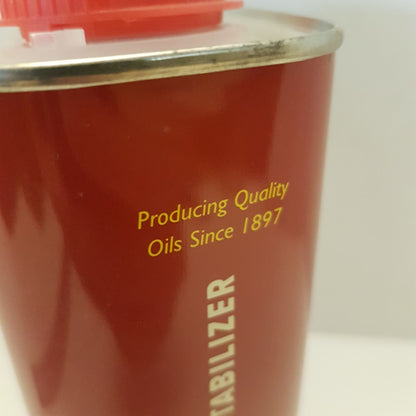 Producing Quality
Oils Since 1897
TABILIZER